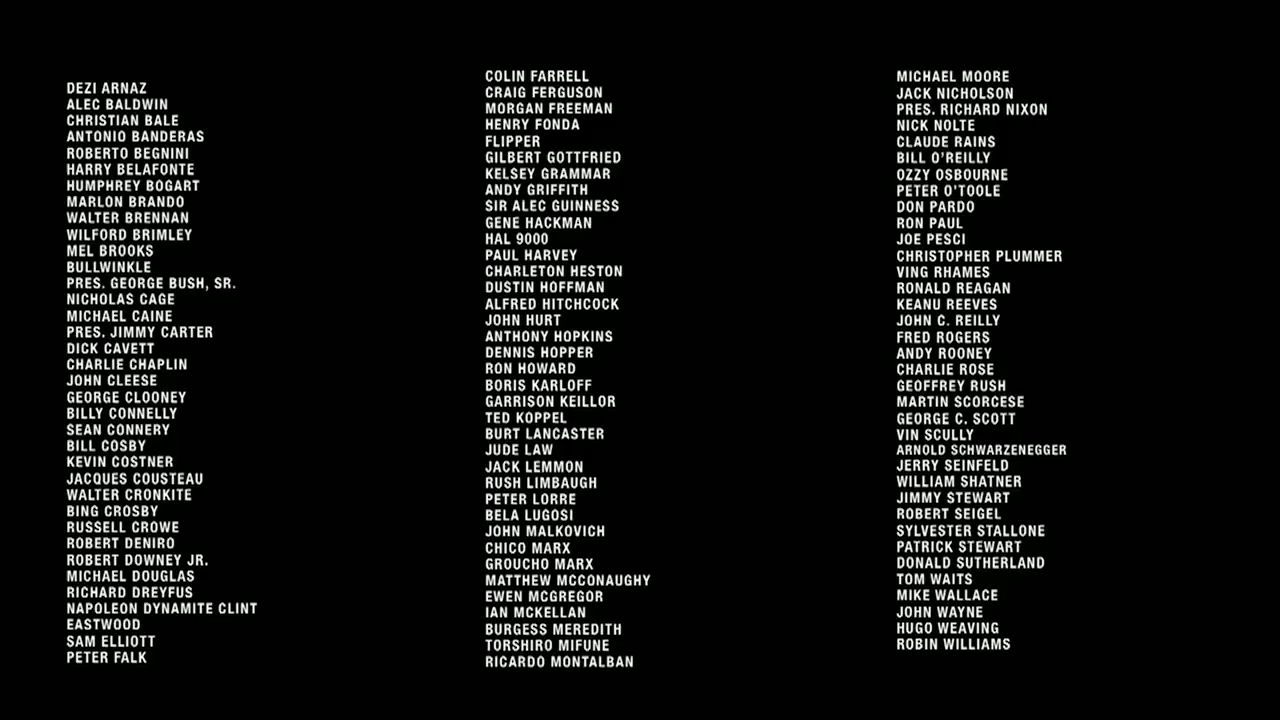 DEZI ARNAZ
ALEC BALDWIN
CHRISTIAN BALE
ANTONIO BANDERAS
ROBERTO BEGNINI
HARRY BELAFONTE
HUMPHREY BOGART
MARLON BRANDO
WALTER BRENNAN
WILFORD BRIMLEY
MEL BROOKS
BULLWINKLE
PRES. GEORGE BUSH, SR.
NICHOLAS CAGE
MICHAEL CAINE
PRES. JIMMY CARTER
DICK CAVETT
CHARLIE CHAPLIN
JOHN CLEESE
GEORGE CLOONEY
BILLY CONNELLY
SEAN CONNERY
BILL COSBY
KEVIN COSTNER
JACQUES COUSTEAU
WALTER CRONKITE
BING CROSBY
RUSSELL CROWE
ROBERT DENIRO
ROBERT DOWNEY JR.
MICHAEL DOUGLAS
RICHARD DREYFUS
NAPOLEON DYNAMITE CLINT
EASTWOOD
SAM ELLIOTT
PETER FALK
COLIN FARRELL
CRAIG FERGUSON
MORGAN FREEMAN
HENRY FONDA
FLIPPER
GILBERT GOTTFRIED
KELSEY GRAMMAR
ANDY GRIFFITH
SIR ALEC GUINNESS
GENE HACKMAN
HAL 9000
PAUL HARVEY
CHARLETON HESTON
DUSTIN HOFFMAN
ALFRED HITCHCOCK
JOHN HURT
ANTHONY HOPKINS
DENNIS HOPPER
RON HOWARD
BORIS KARLOFF
GARRISON KEILLOR
TED KOPPEL
BURT LANCASTER
JUDE LAW
JACK LEMMON
RUSH LIMBAUGH
PETER LORRE
BELA LUGOSI
JOHN MALKOVICH
CHICO MARX
GROUCHO MARX
MATTHEW MCCONAUGHY
EWEN MCGREGOR
IAN MCKELLAN
BURGESS MEREDITH
TORSHIRO MIFUNE
RICARDO MONTALBAN
MICHAEL MOORE
JACK NICHOLSON
PRES. RICHARD NIXON
NICK NOLTE
CLAUDE RAINS
BILL O'REILLY
OZZY OSBOURNE
PETER O'TOOLE
DON PARDO
RON PAUL
JOE PESCI
CHRISTOPHER PLUMMER
VING RHAMES
RONALD REAGAN
KEANU REEVES
JOHN C. REILLY
FRED ROGERS
ANDY ROONEY
CHARLIE ROSE
GEOFFREY RUSH
MARTIN SCORCESE
GEORGE C. SCOTT
VIN SCULLY
ARNOLD SCHWARZENEGGER
JERRY SEINFELD
WILLIAM SHATNER
JIMMY STEWART
ROBERT SEIGEL
SYLVESTER STALLONE
PATRICK STEWART
DONALD SUTHERLAND
TOM WAITS
MIKE WALLACE
JOHN WAYNE
HUGO WEAVING
ROBIN WILLIAMS